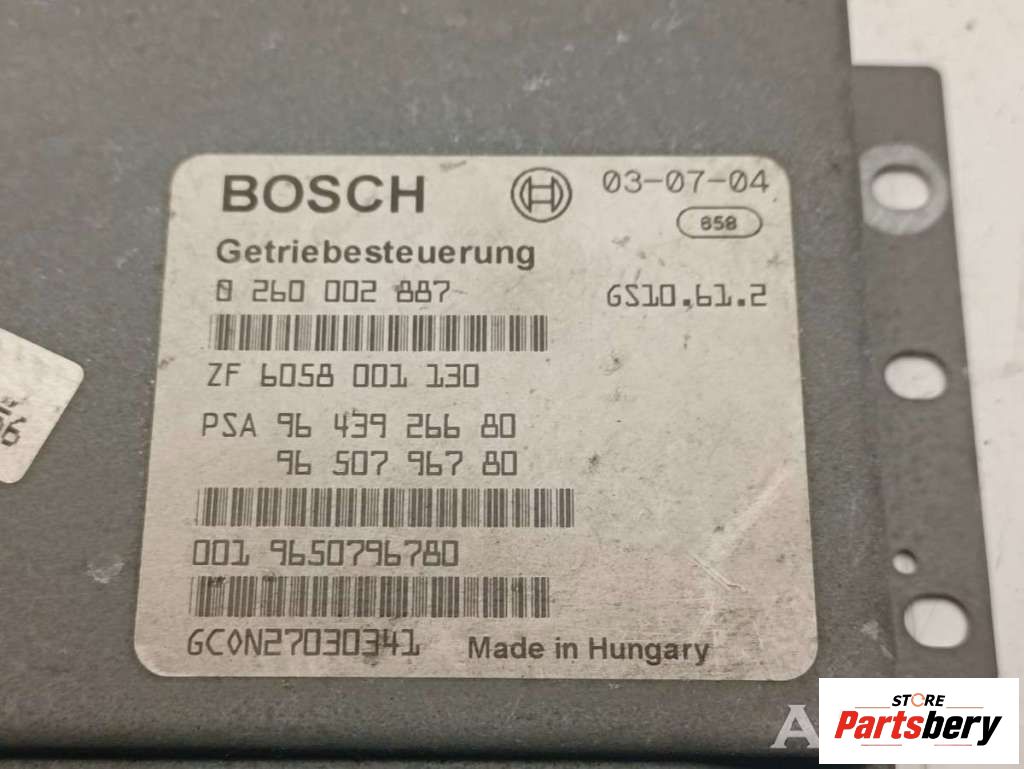 BOSCH 03-07-04
658
Getriebesteuerung
0 260 002 887 GS10.61.2
ZF 6058 001 130
PSA 96 439 266 80
96 507 967 80
001 9650796780
GC0N27030341 Made in Hungary
STORE
Partsbery